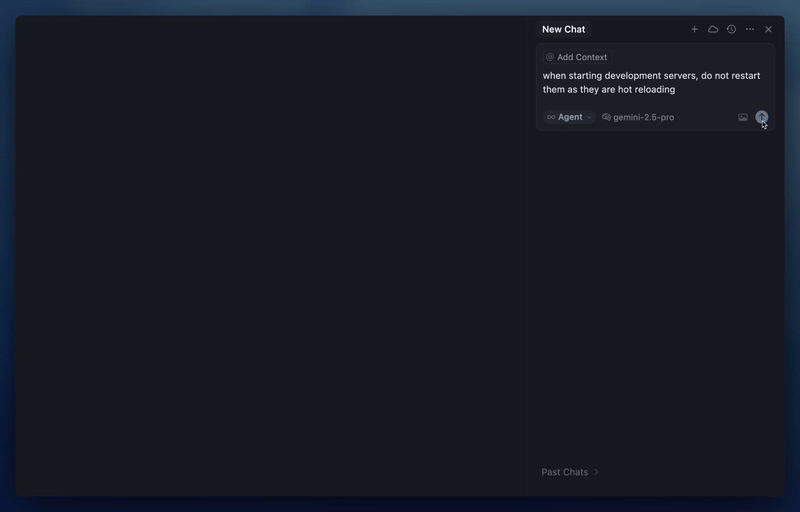 New Chat
@ Add Context
when starting development servers, do not restart
them as they are hot reloading
∞ Agent
gemini-2.5-pro
Past Chats